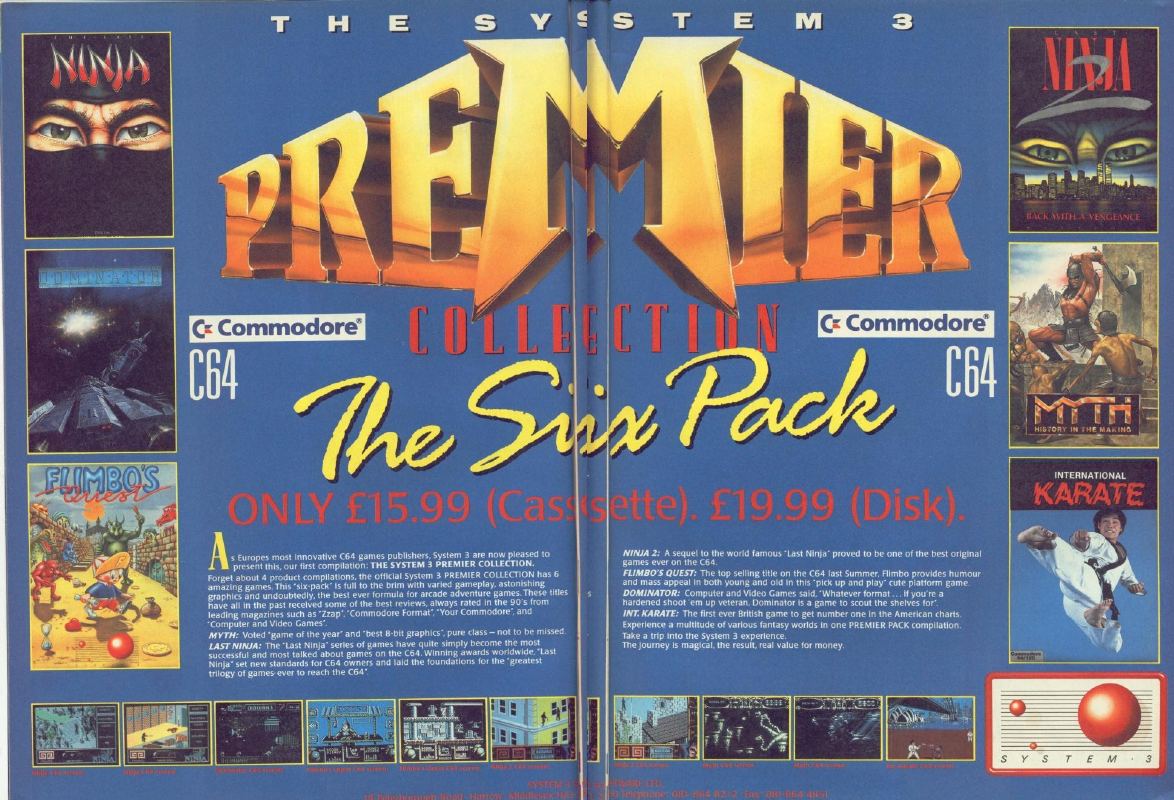 THE SYSTEM 3
PREMIER
COLLECTION
The Siix Pack
Commodore®
C64
Commodore®
C64
ONLY £15.99 (Casssette). £19.99 (Disk).
THE LAST
NINJA
DOMINATOR
FLIMBO'S
Quest
LAST
NINJA
2
BACK WITH A VENGEANCE
MYTH
HISTORY IN THE MAKING
INTERNATIONAL
KARATE
Commodore
64/128
As Europes most innovative C64 games publishers, System 3 are now pleased to
present this, our first compilation: THE SYSTEM 3 PREMIER COLLECTION.
Forget about 4 product compilations, the official System 3 PREMIER COLLECTION has 6
amazing games. This "six-pack" is full to the brim with varied gameplay, astonishing
graphics and undoubtedly, the best ever formula for arcade adventure games. These titles
have all in the past received some of the best reviews, always rated in the 90's from
leading magazines such as "Zzap", "Commodore Format", "Your Commodore", and
"Computer and Video Games".
MYTH: Voted "game of the year" and "best 8-bit graphics", pure class – not to be missed.
LAST NINJA: The "Last Ninja" series of games have quite simply become the most
successful and most talked about games on the C64. Winning awards worldwide, "Last
Ninja" set new standards for C64 owners and laid the foundations for the "greatest
trilogy of games ever to reach the C64"
NINJA 2: A sequel to the world famous "Last Ninja" proved to be one of the best original
games ever on the C64.
FLIMBO'S QUEST: The top selling title on the C64 last Summer, Flimbo provides humour
and mass appeal in both young and old in this "pick up and play" cute platform game.
DOMINATOR: Computer and Video Games said, "Whatever format . . . If you're a
hardened shoot 'em up veteran. Dominator is a game to scout the shelves for'.
INT. KARATE: The first ever British game to get number one in the American charts.
Experience a multitude of various fantasy worlds in one PREMIER PACK compilation.
Take a trip into the System 3 experience.
The journey is magical, the result, real value for money.
SYSTEM·3